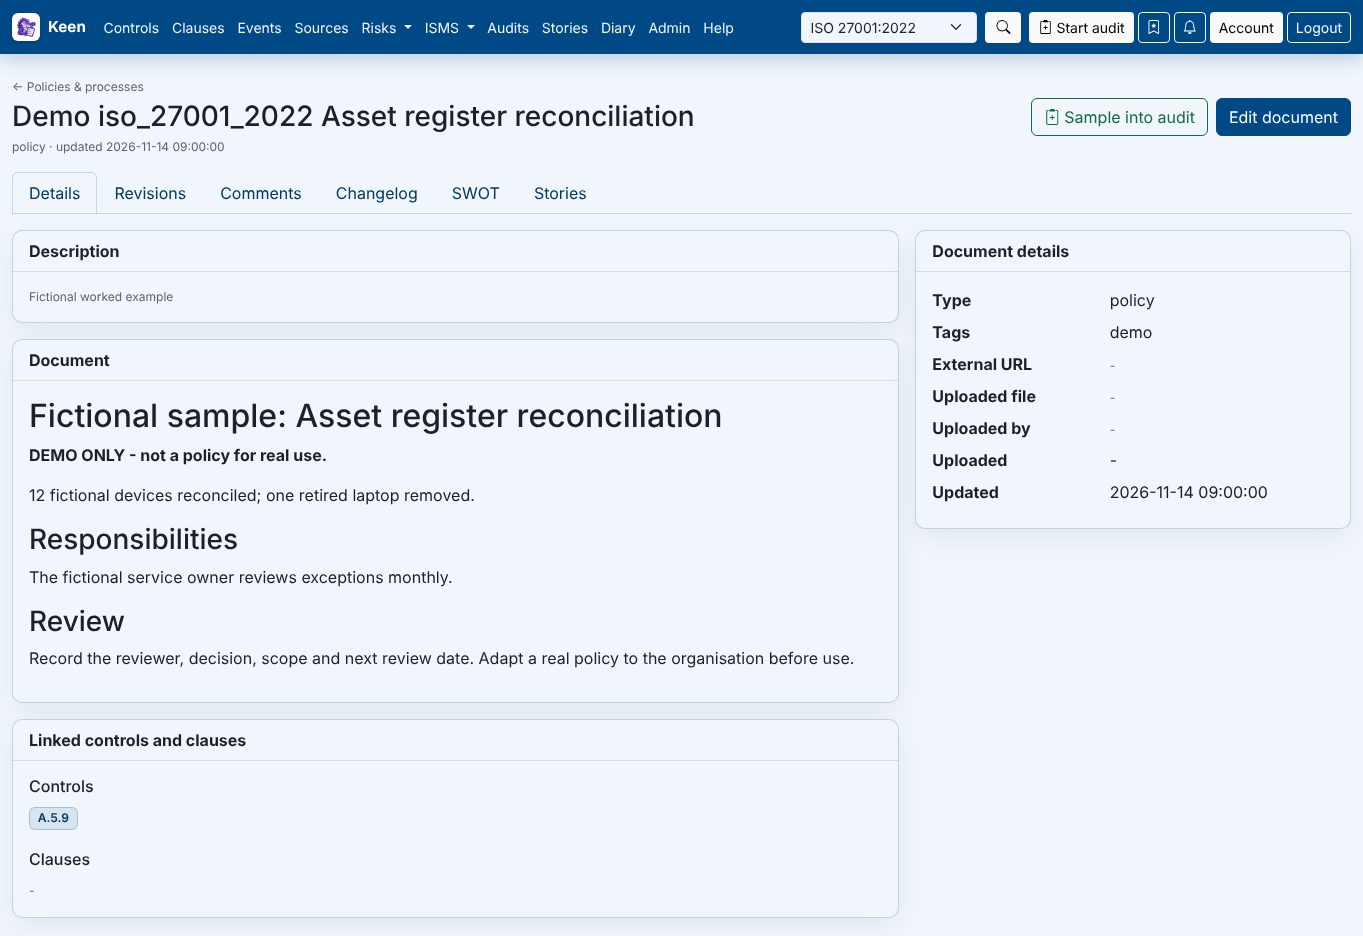 Keen Controls Clauses Events Sources Risks ISMS Audits Stories Diary Admin Help ISO 27001:2022 Start audit Account Logout
← Policies & processes
Demo iso_27001_2022 Asset register reconciliation
Sample into audit Edit document
policy · updated 2026-11-14 09:00:00
Details Revisions Comments Changelog SWOT Stories
Description
Fictional worked example
Document
Fictional sample: Asset register reconciliation
DEMO ONLY - not a policy for real use.
12 fictional devices reconciled; one retired laptop removed.
Responsibilities
The fictional service owner reviews exceptions monthly.
Review
Record the reviewer, decision, scope and next review date. Adapt a real policy to the organisation before use.
Linked controls and clauses
Controls
A.5.9
Clauses
-
Document details
Type policy
Tags demo
External URL -
Uploaded file -
Uploaded by -
Uploaded -
Updated 2026-11-14 09:00:00